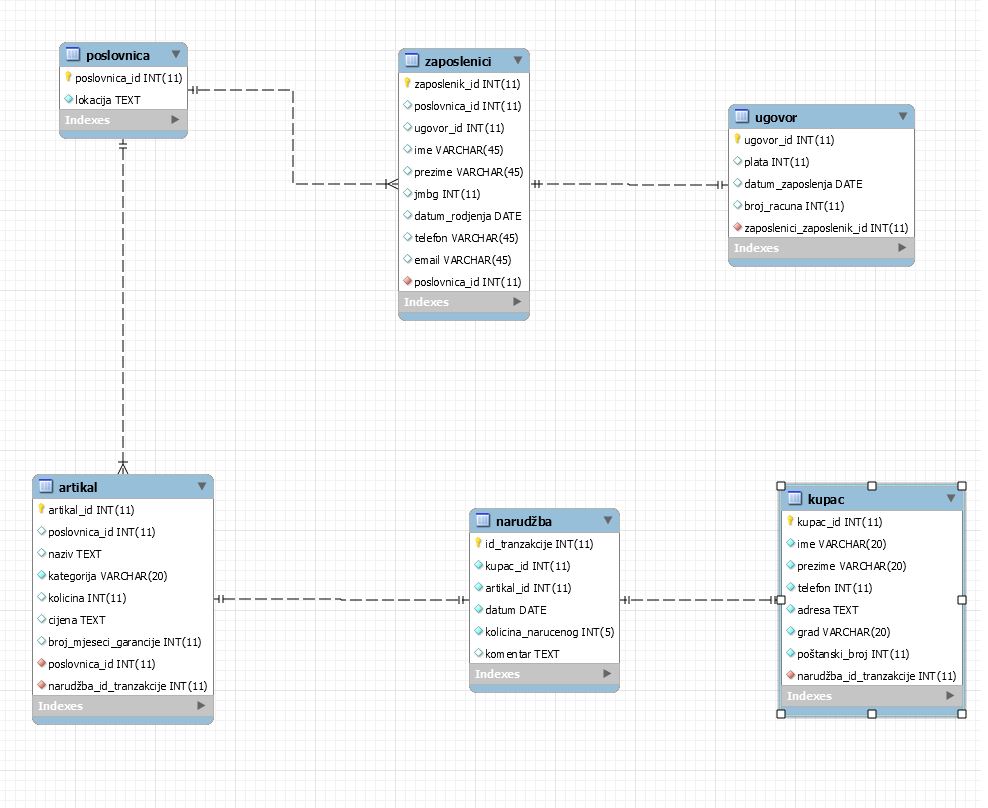 poslovnica
poslovnica_id INT(11)
lokacija TEXT
Indexes
zaposlenici
zaposlenik_id INT(11)
poslovnica_id INT(11)
ugovor_id INT(11)
ime VARCHAR(45)
prezime VARCHAR(45)
jmbg INT(11)
datum_rodjenja DATE
telefon VARCHAR(45)
email VARCHAR(45)
poslovnica_id INT(11)
Indexes
ugovor
ugovor_id INT(11)
plata INT(11)
datum_zaposlenja DATE
broj_racuna INT(11)
zaposlenici_zaposlenik_id INT(11)
Indexes
artikal
artikal_id INT(11)
poslovnica_id INT(11)
naziv TEXT
kategorija VARCHAR(20)
kolicina INT(11)
cijena TEXT
broj_mjeseci_garancije INT(11)
poslovnica_id INT(11)
narudžba_id_tranzakcije INT(11)
Indexes
narudžba
id_tranzakcije INT(11)
kupac_id INT(11)
artikal_id INT(11)
datum DATE
kolicina_narucenog INT(5)
komentar TEXT
Indexes
kupac
kupac_id INT(11)
ime VARCHAR(20)
prezime VARCHAR(20)
telefon INT(11)
adresa TEXT
grad VARCHAR(20)
poštanski_broj INT(11)
narudžba_id_tranzakcije INT(11)
Indexes